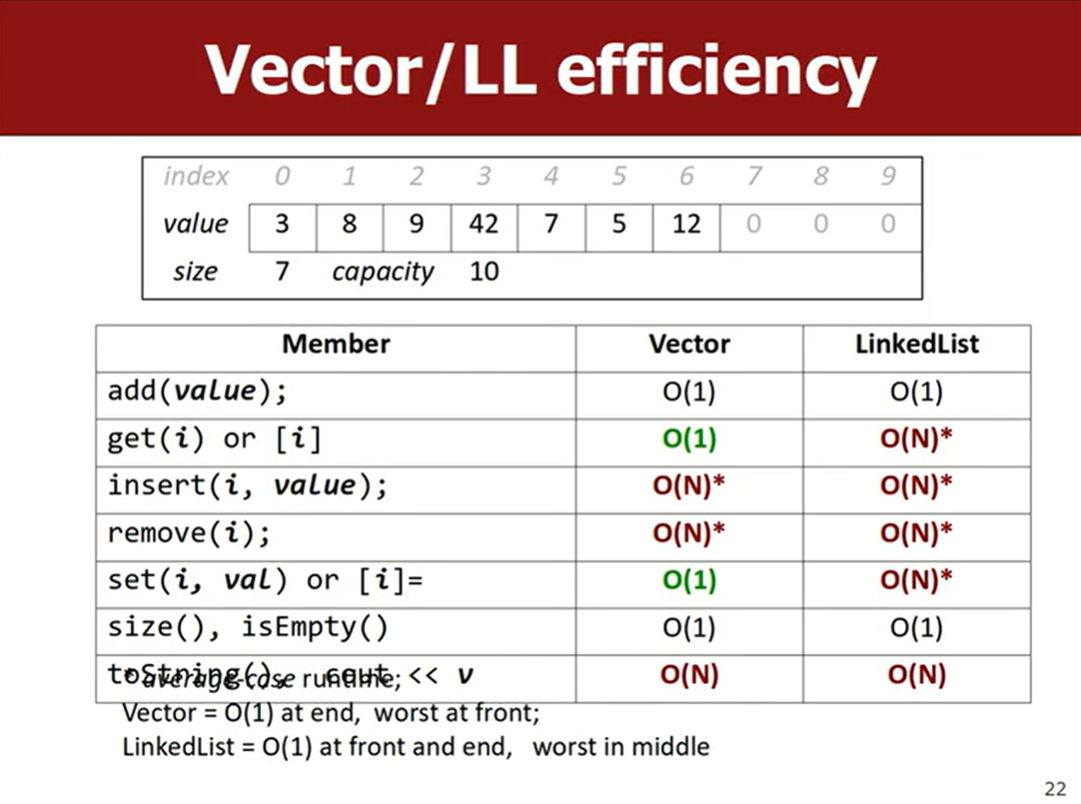 Vector/LL efficiency
index 0 1 2 3 4 5 6 7 8 9
value 3 8 9 42 7 5 12 0 0 0
size 7 capacity 10
Member Vector LinkedList
add(value); O(1) O(1)
get(i) or [i] O(1) O(N)*
insert(i, value); O(N)* O(N)*
remove(i); O(N)* O(N)*
set(i, val) or [i]= O(1) O(N)*
size(), isEmpty() O(1) O(1)
toString(), cout << v O(N) O(N)
* average-case runtime;
Vector = O(1) at end, worst at front;
LinkedList = O(1) at front and end, worst in middle
22